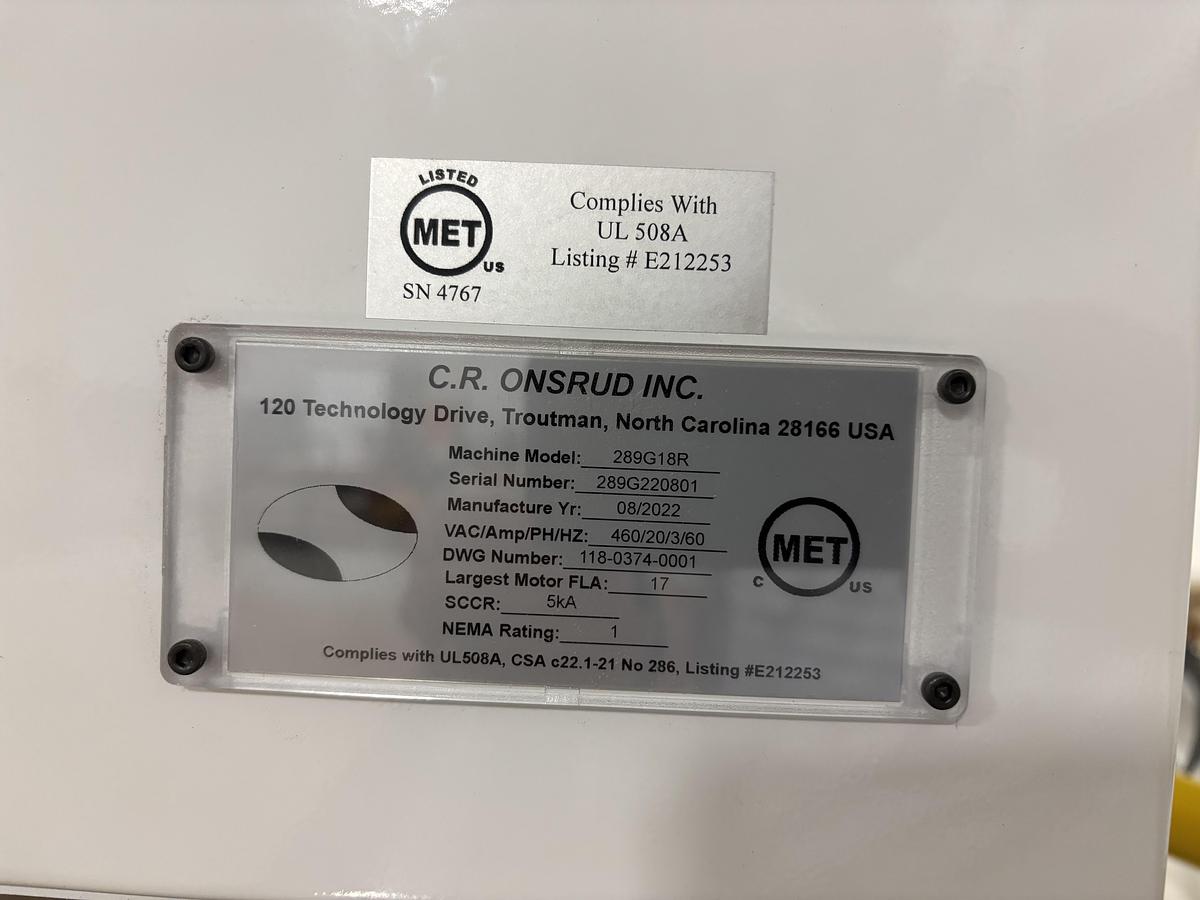 LISTED
MET
US
SN 4767
Complies With
UL 508A
Listing # E212253
C.R. ONSRUD INC.
120 Technology Drive, Troutman, North Carolina 28166 USA
Machine Model: 289G18R
Serial Number: 289G220801
Manufacture Yr: 08/2022
VAC/Amp/PH/HZ: 460/20/3/60
DWG Number: 118-0374-0001
Largest Motor FLA: 17
SCCR: 5kA
NEMA Rating: 1
C MET US
Complies with UL508A, CSA c22.1-21 No 286, Listing #E212253